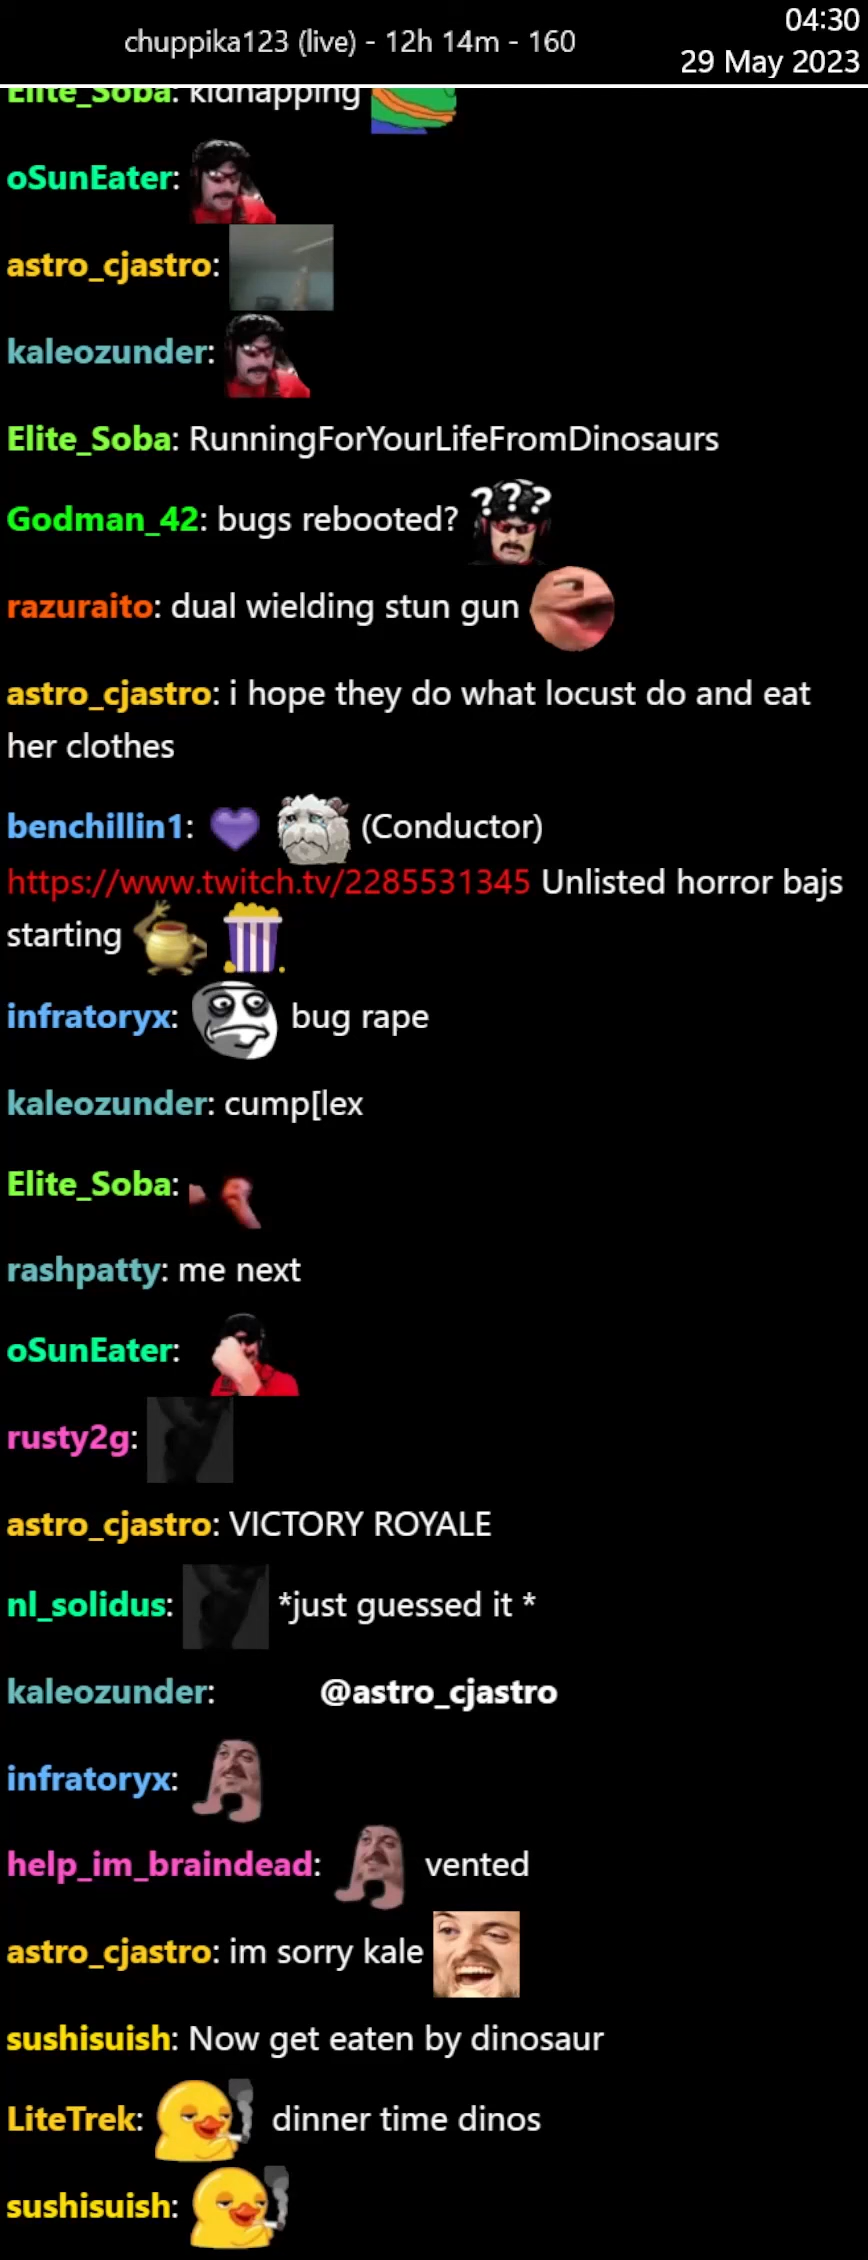 04:30
chuppika123 (live) - 12h 14m - 160
29 May 2023
Elite_Soba: kidnapping
oSunEater:
astro_cjastro:
kaleozunder:
Elite_Soba: RunningForYourLifeFromDinosaurs
???
Godman_42: bugs rebooted?
razuraito: dual wielding stun gun
astro_cjastro: i hope they do what locust do and eat
her clothes
benchillin1: (Conductor)
https://www.twitch.tv/2285531345 Unlisted horror bajs
starting
infratoryx: bug rape
kaleozunder: cump[lex
Elite_Soba:
rashpatty: me next
oSunEater:
rusty2g:
astro_cjastro: VICTORY ROYALE
nl_solidus: *just guessed it *
kaleozunder: @astro_cjastro
infratoryx:
help_im_braindead: vented
astro_cjastro: im sorry kale
sushisuish: Now get eaten by dinosaur
LiteTrek: dinner time dinos
sushisuish: